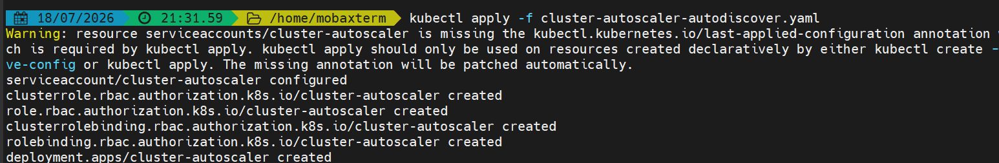 18/07/2026 21:31.59 /home/mobaxterm kubectl apply -f cluster-autoscaler-autodiscover.yaml
Warning: resource serviceaccounts/cluster-autoscaler is missing the kubectl.kubernetes.io/last-applied-configuration annotation
ch is required by kubectl apply. kubectl apply should only be used on resources created declaratively by either kubectl create -
ve-config or kubectl apply. The missing annotation will be patched automatically.
serviceaccount/cluster-autoscaler configured
clusterrole.rbac.authorization.k8s.io/cluster-autoscaler created
role.rbac.authorization.k8s.io/cluster-autoscaler created
clusterrolebinding.rbac.authorization.k8s.io/cluster-autoscaler created
rolebinding.rbac.authorization.k8s.io/cluster-autoscaler created
deployment.apps/cluster-autoscaler created